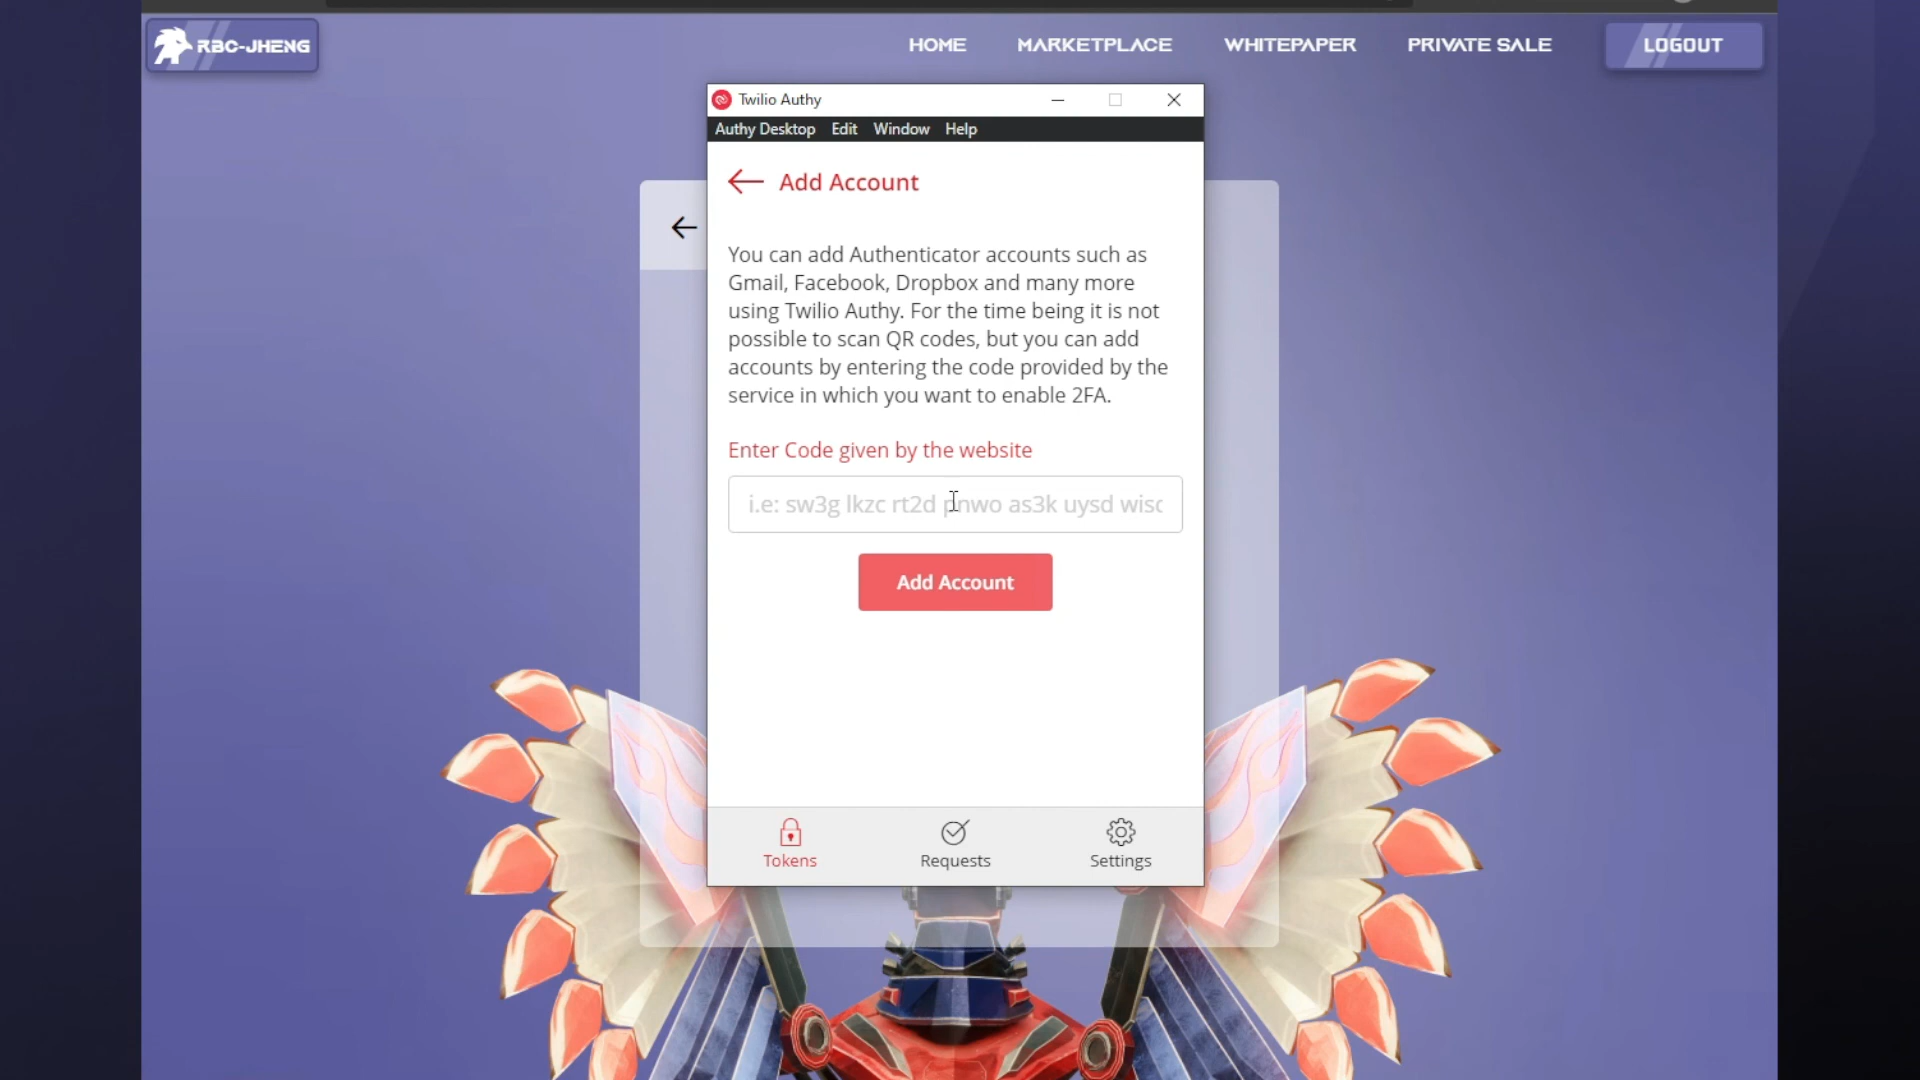 RBC-JHENG
HOME MARKETPLACE WHITEPAPER PRIVATE SALE LOGOUT
Twilio Authy
Authy Desktop Edit Window Help
Add Account
You can add Authenticator accounts such as
Gmail, Facebook, Dropbox and many more
using Twilio Authy. For the time being it is not
possible to scan QR codes, but you can add
accounts by entering the code provided by the
service in which you want to enable 2FA.
Enter Code given by the website
i.e: sw3g lkzc rt2d pnwo as3k uysd wisc
Add Account
Tokens Requests Settings